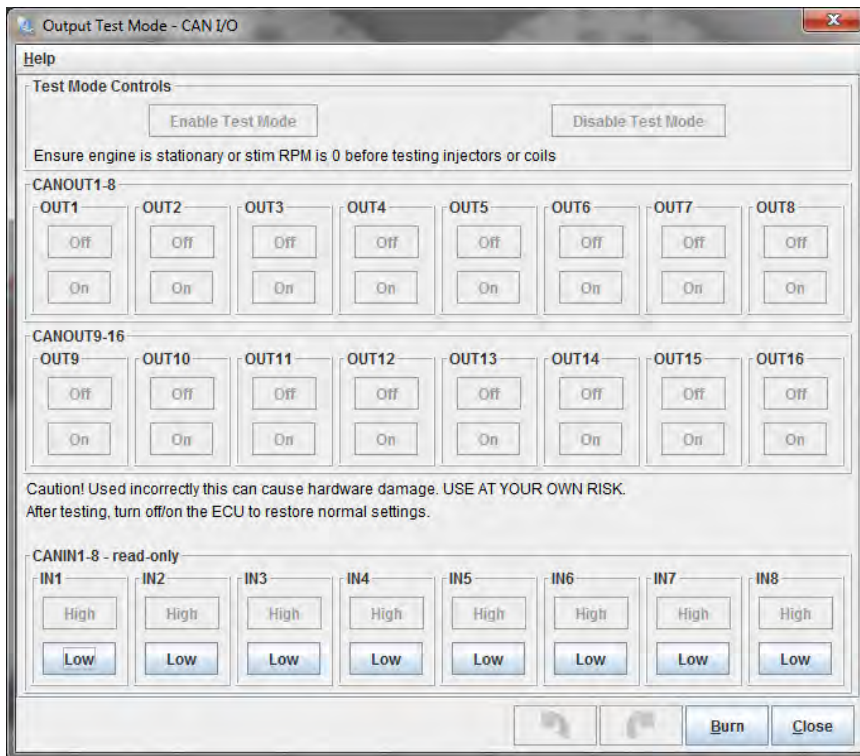 Output Test Mode - CAN I/O
Help
Test Mode Controls
Enable Test Mode Disable Test Mode
Ensure engine is stationary or stim RPM is 0 before testing injectors or coils
CANOUT1-8
OUT1 OUT2 OUT3 OUT4 OUT5 OUT6 OUT7 OUT8
Off Off Off Off Off Off Off Off
On On On On On On On On
CANOUT9-16
OUT9 OUT10 OUT11 OUT12 OUT13 OUT14 OUT15 OUT16
Off Off Off Off Off Off Off Off
On On On On On On On On
Caution! Used incorrectly this can cause hardware damage. USE AT YOUR OWN RISK.
After testing, turn off/on the ECU to restore normal settings.
CANIN1-8 - read-only
IN1 IN2 IN3 IN4 IN5 IN6 IN7 IN8
High High High High High High High High
Low Low Low Low Low Low Low Low
Burn Close